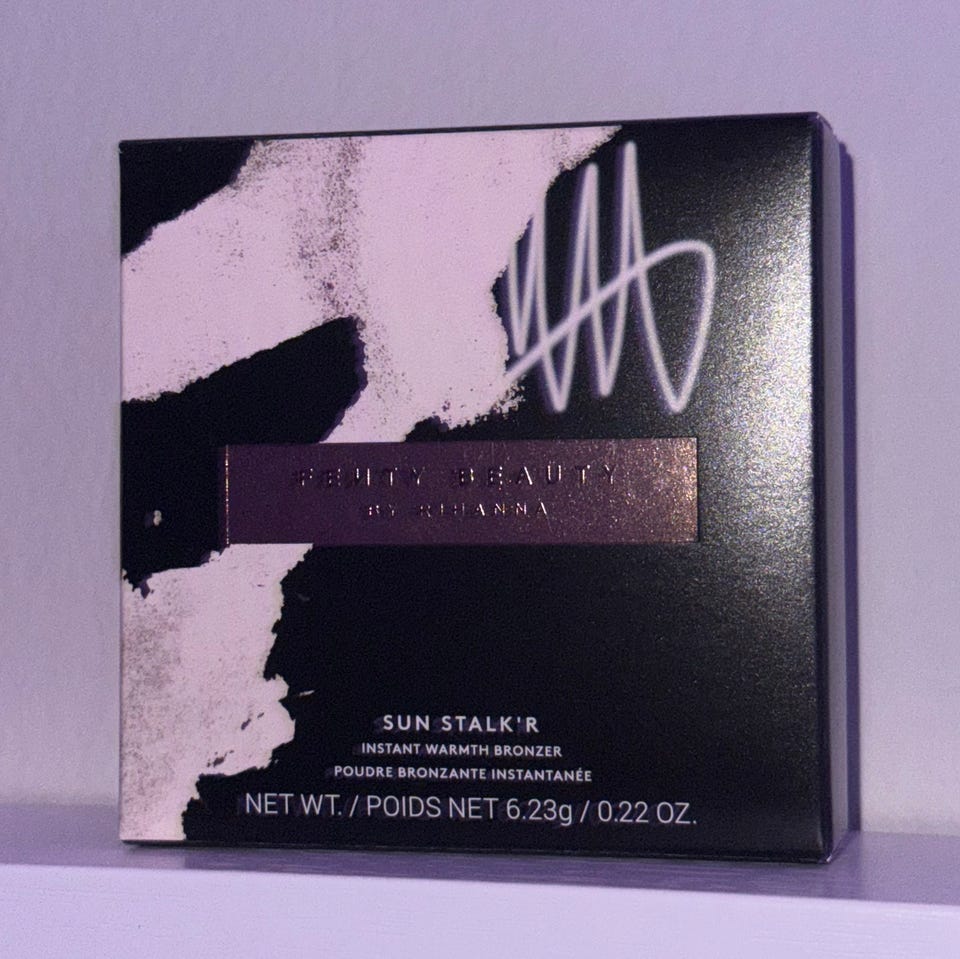 FENTY BEAUTY
BY RIHANNA
SUN STALK'R
INSTANT WARMTH BRONZER
POUDRE BRONZANTE INSTANTANÉE
NET WT. / POIDS NET 6.23g / 0.22 OZ.